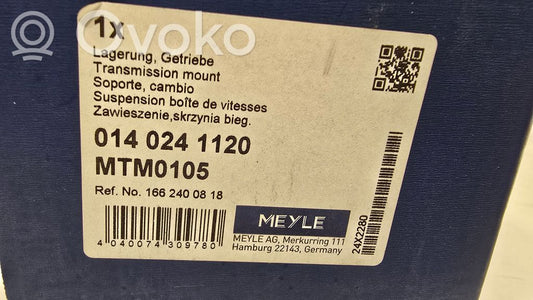 Ovoko
1x
Lagerung, Getriebe
Transmission mount
Soporte, cambio
Suspension boîte de vitesses
Zawieszenie,skrzynia bieg.
014 024 1120
MTM0105
Ref. No. 166 240 08 18
MEYLE
4 040074 309780
MEYLE AG, Merkurring 111
Hamburg 22143, Germany
24X2280